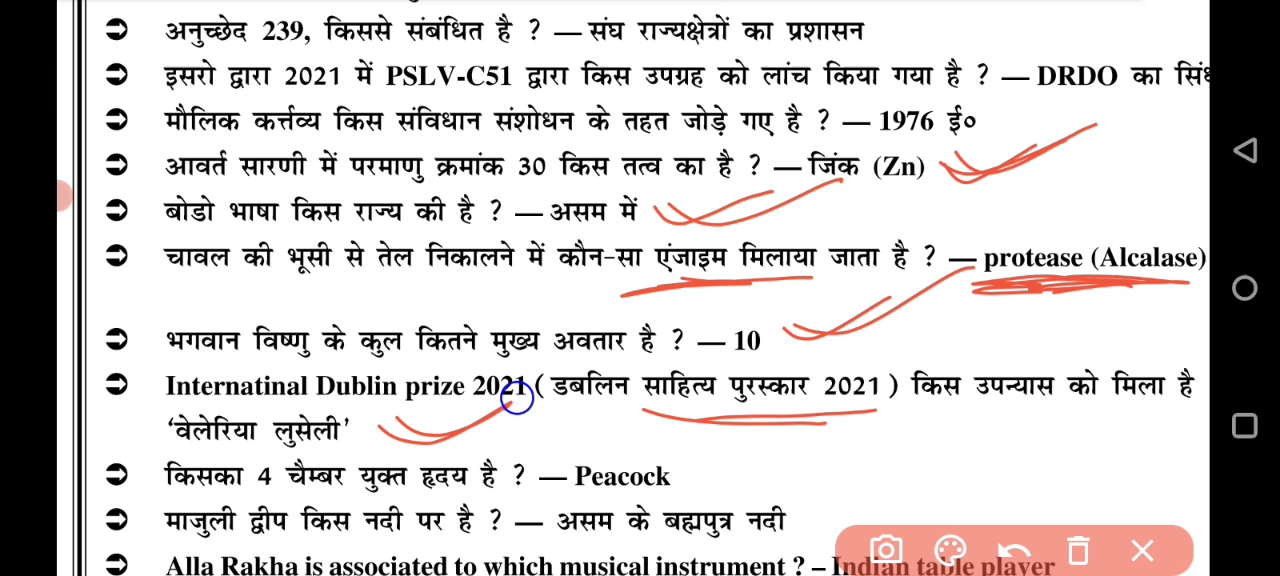 अनुच्छेद 239, किससे संबंधित है ? — संघ राज्यक्षेत्रों का प्रशासन
इसरो द्वारा 2021 में PSLV-C51 द्वारा किस उपग्रह को लांच किया गया है ? — DRDO का
मौलिक कर्त्तव्य किस संविधान संशोधन के तहत जोड़े गए है ? — 1976 ई०
आवर्त सारणी में परमाणु क्रमांक 30 किस तत्व का है ? — जिंक (Zn)
बोडो भाषा किस राज्य की है ? — असम में
चावल की भूसी से तेल निकालने में कौन-सा एंजाइम मिलाया जाता है ? — protease (Alcalase)
भगवान विष्णु के कुल कितने मुख्य अवतार है ? — 10
Internatinal Dublin prize 2021 ( डबलिन साहित्य पुरस्कार 2021 ) किस उपन्यास को मिला है
‘वेलेरिया लुसेली’
किसका 4 चैम्बर युक्त हृदय है ? — Peacock
माजुली द्वीप किस नदी पर है ? — असम के बह्मपुत्र नदी
Alla Rakha is associated to which musical instrument ? – Indian table player